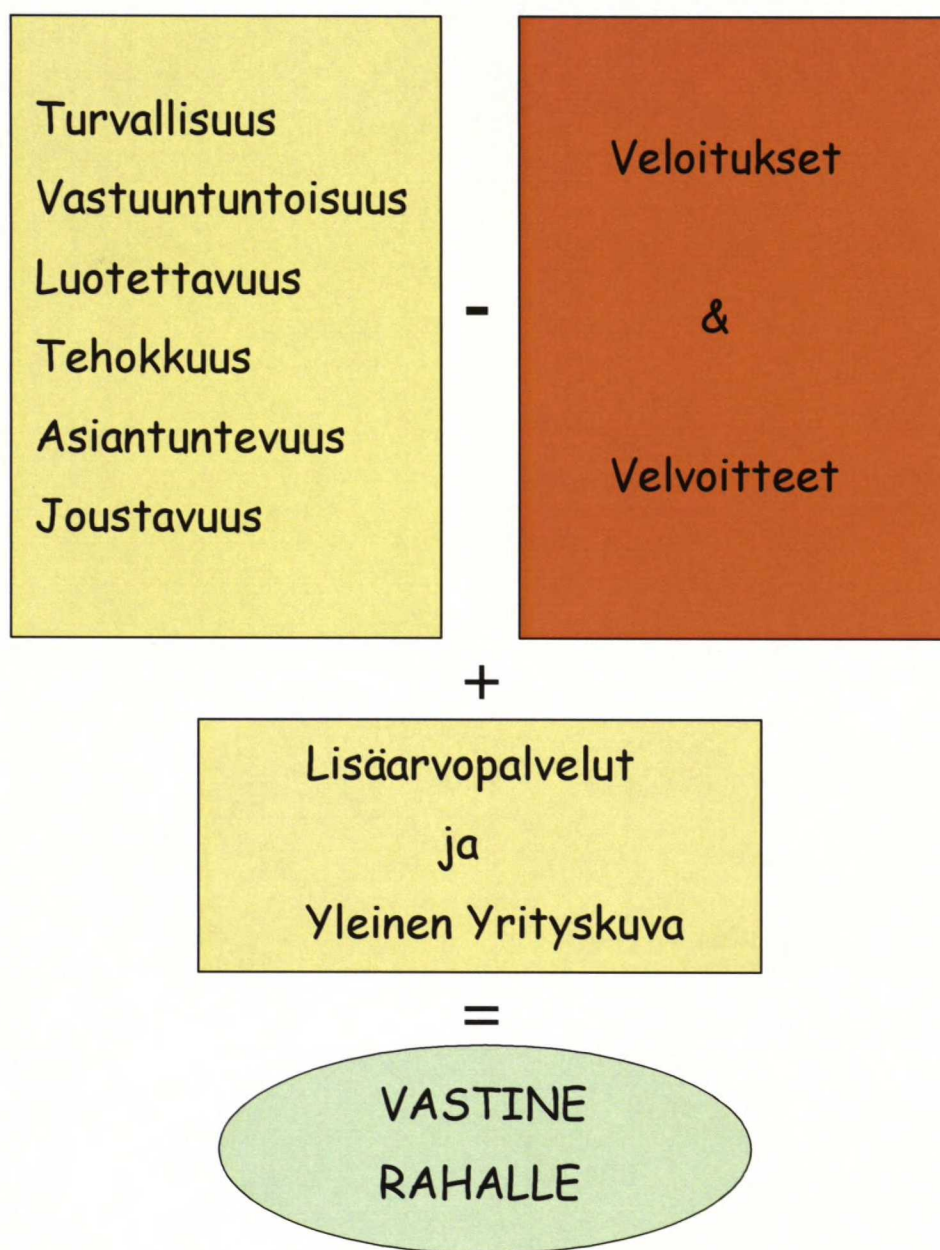 Turvallisuus
Vastuuntuntoisuus
Luotettavuus
Tehokkuus
Asiantuntevuus
Joustavuus
-
Veloitukset
&
Velvoitteet
+
Lisäarvopalvelut
ja
Yleinen Yrityskuva
=
VASTINE
RAHALLE